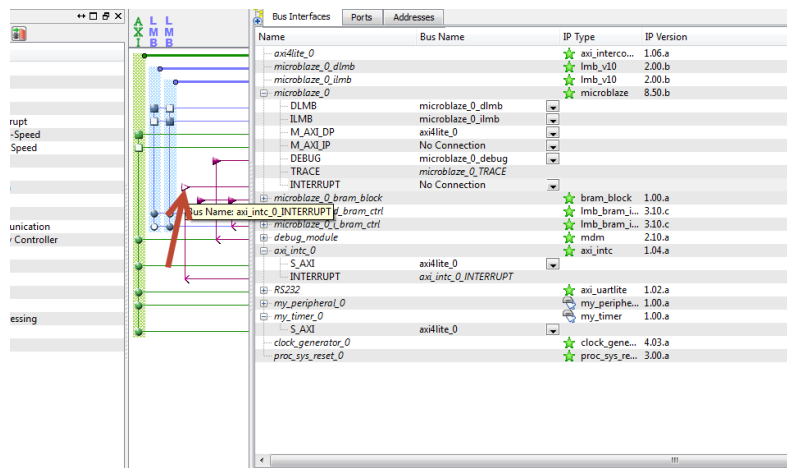 A L L
X M M
I B B
rupt
-Speed
Speed
unication
Controller
essing
Bus Interfaces Ports Addresses
Name Bus Name IP Type IP Version
axi4lite_0 axi_interco... 1.06.a
microblaze_0_dlmb lmb_v10 2.00.b
microblaze_0_ilmb lmb_v10 2.00.b
microblaze_0 microblaze 8.50.b
DLMB microblaze_0_dlmb
ILMB microblaze_0_ilmb
M_AXI_DP axi4lite_0
M_AXI_IP No Connection
DEBUG microblaze_0_debug
TRACE microblaze_0_TRACE
INTERRUPT No Connection
microblaze_0_bram_block bram_block 1.00.a
Bus Name: axi_intc_0_INTERRUPT
d_bram_ctrl lmb_bram_i... 3.10.c
i_bram_ctrl lmb_bram_i... 3.10.c
debug_module mdm 2.10.a
axi_intc_0 axi_intc 1.04.a
S_AXI axi4lite_0
INTERRUPT axi_intc_0_INTERRUPT
RS232 axi_uartlite 1.02.a
my_peripheral_0 my_periphe... 1.00.a
my_timer_0 my_timer 1.00.a
S_AXI axi4lite_0
clock_generator_0 clock_gene... 4.03.a
proc_sys_reset_0 proc_sys_re... 3.00.a